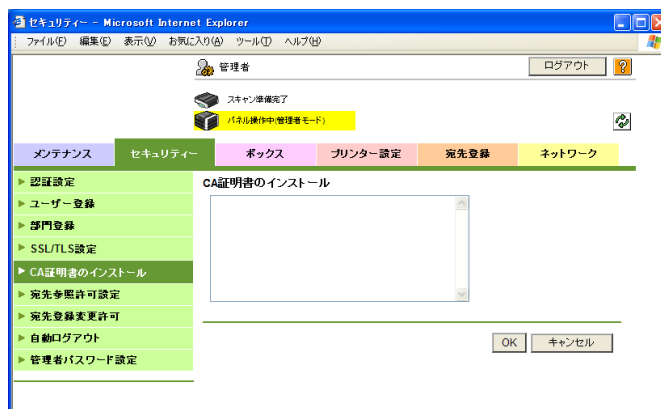 セキュリティー - Microsoft Internet Explorer
ファイル(F) 編集(E) 表示(V) お気に入り(A) ツール(T) ヘルプ(H)
管理者
ログアウト
?
スキャン準備完了
パネル操作中(管理者モード)
メンテナンス セキュリティー ボックス プリンター設定 宛先登録 ネットワーク
認証設定
ユーザー登録
部門登録
SSL/TLS設定
CA証明書のインストール
宛先参照許可設定
宛先登録変更許可
自動ログアウト
管理者パスワード設定
CA証明書のインストール
OK キャンセル